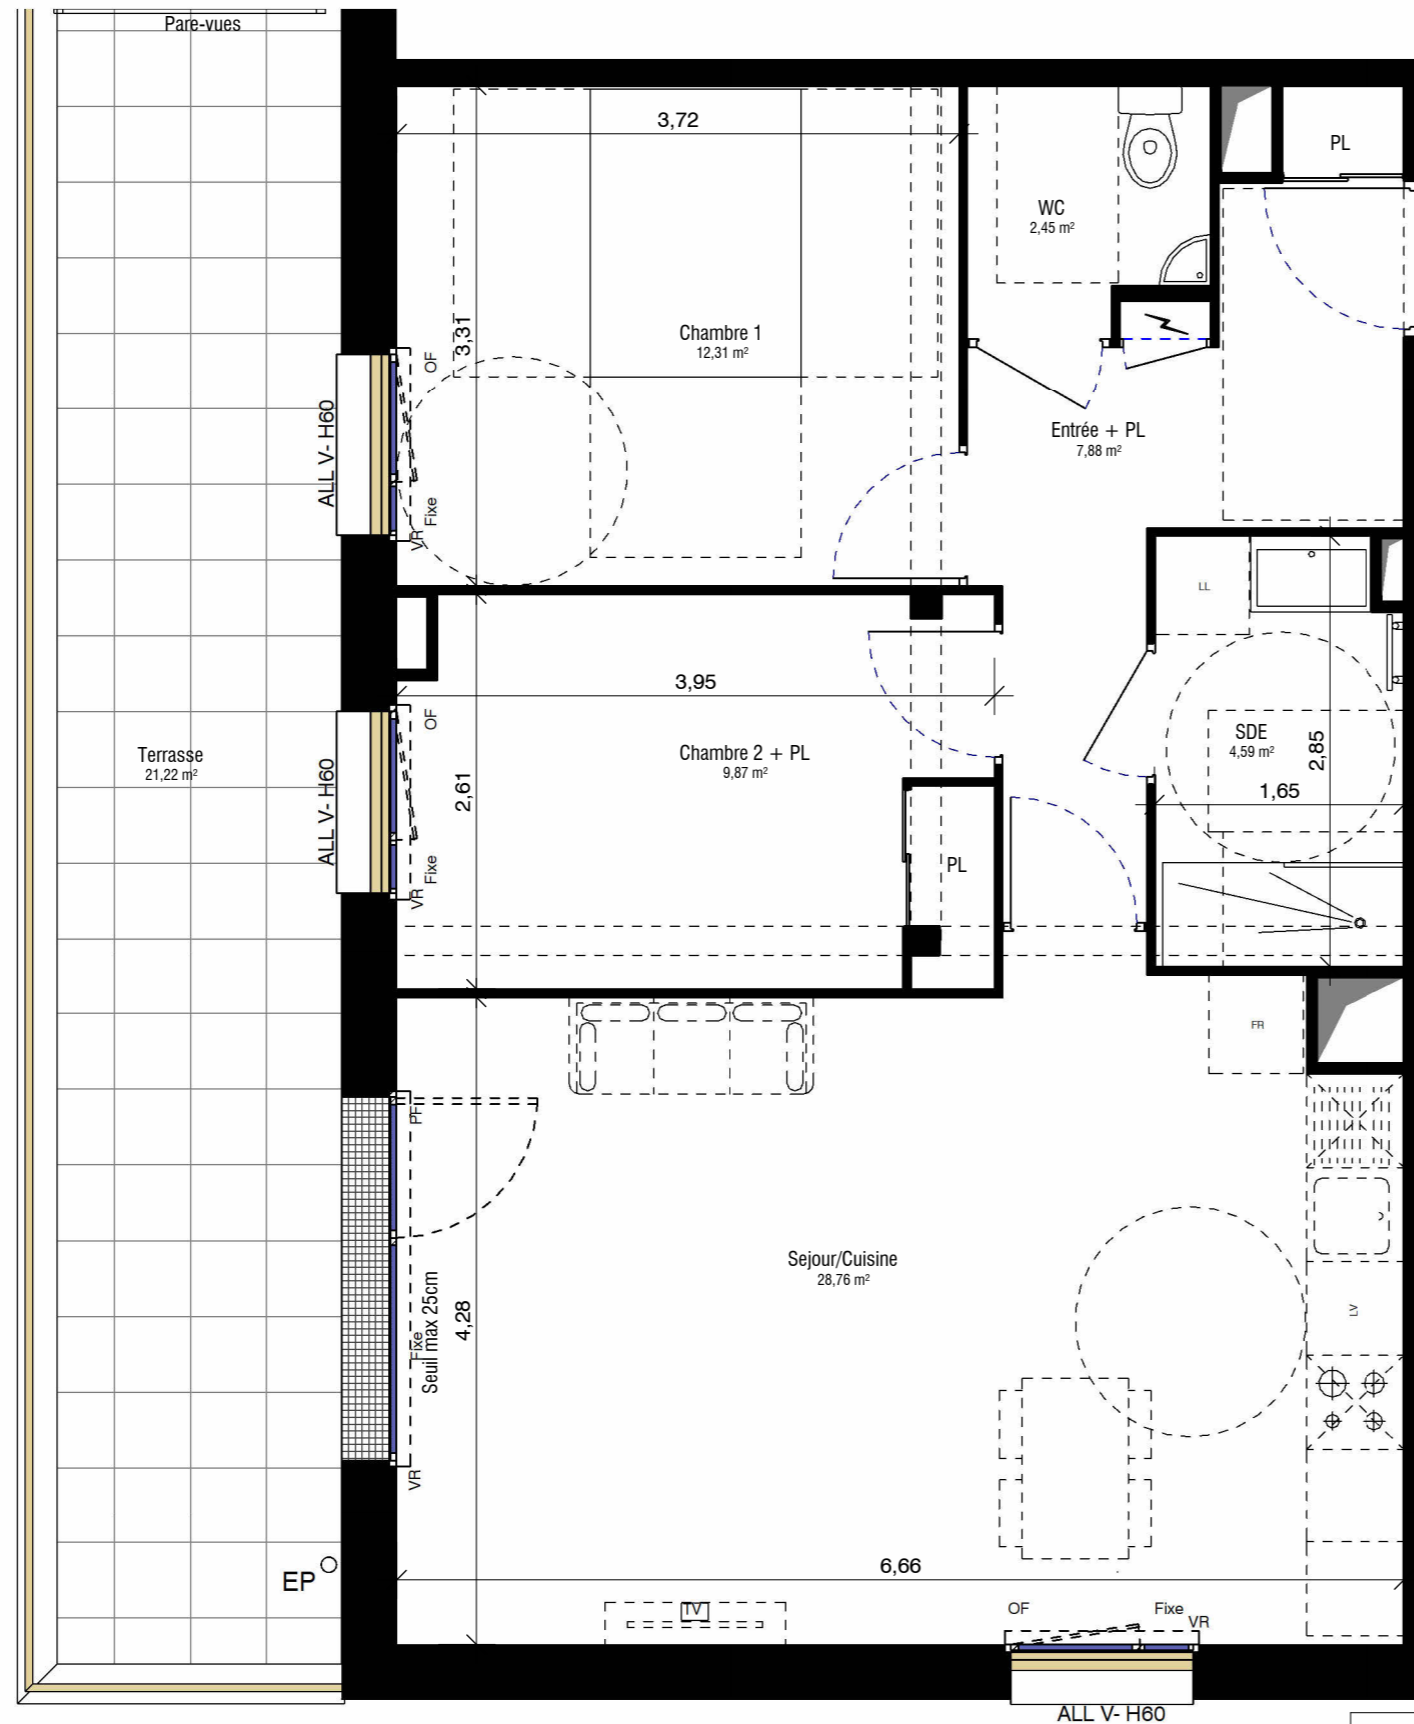 Pare-vues
3,72
PL
WC
2,45 m²
3,31
Chambre 1
12,31 m²
OF
ALL V- H60
Fixe
VR
Entrée + PL
7,88 m²
LL
3,95
OF
Terrasse
21,22 m²
Chambre 2 + PL
9,87 m²
SDE
4,59 m²
2,85
1,65
2,61
ALL V- H60
Fixe
VR
PL
FR
PF
Sejour/Cuisine
28,76 m²
LV
4,28
Fixe
Seuil max 25cm
VR
EP
6,66
TV
OF
Fixe
VR
ALL V- H60